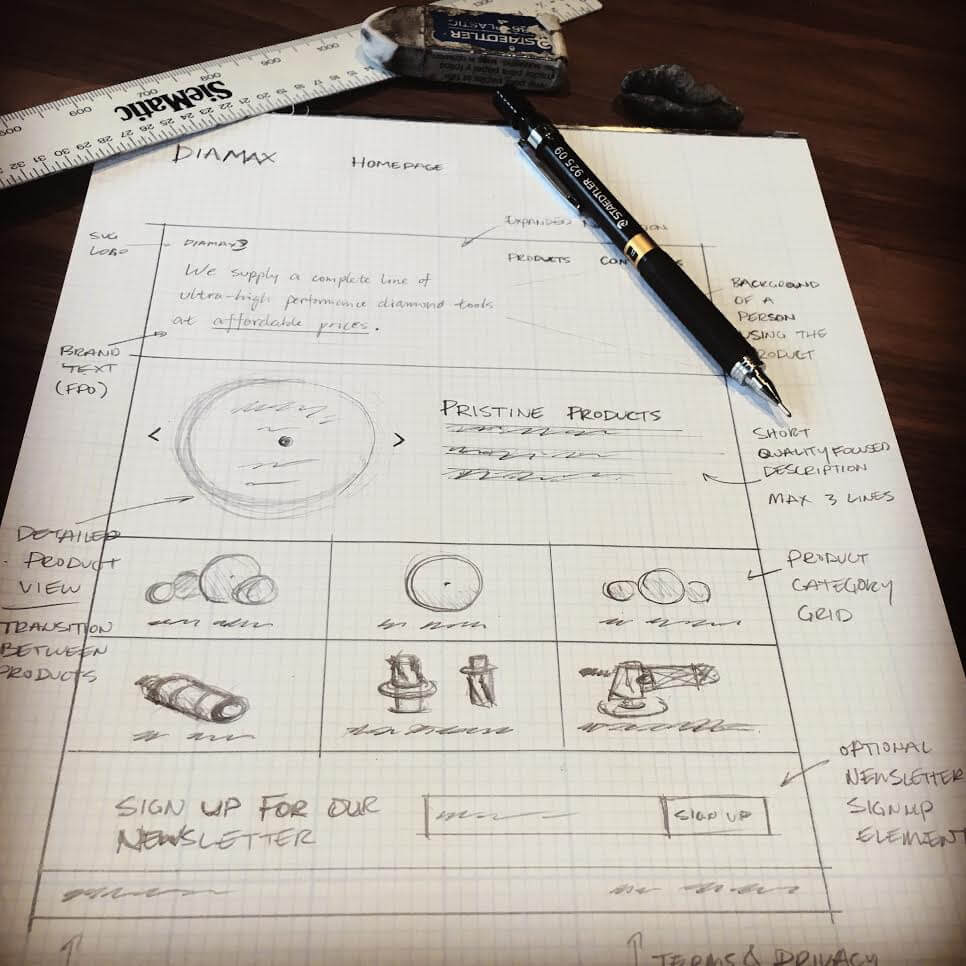 STAEDTLER
PLASTIC
SieMatic
STAEDTLER 925 09
DIAMAX
HOMEPAGE
EXPANDED
SVG
LOGO
DIAMAX
PRODUCTS
We supply a complete line of
ultra-high performance diamond tools
at affordable prices.
BACKGROUND
OF A
PERSON
USING THE
PRODUCT
BRAND
TEXT
(FPO)
<
>
PRISTINE PRODUCTS
SHORT
QUALITY FOCUSED
DESCRIPTION
MAX 3 LINES
DETAILED
PRODUCT
VIEW
TRANSITION
BETWEEN
PRODUCTS
PRODUCT
CATEGORY
GRID
OPTIONAL
NEWSLETTER
SIGNUP
ELEMENT
SIGN UP FOR OUR
NEWSLETTER
SIGN UP
TERMS & PRIVACY